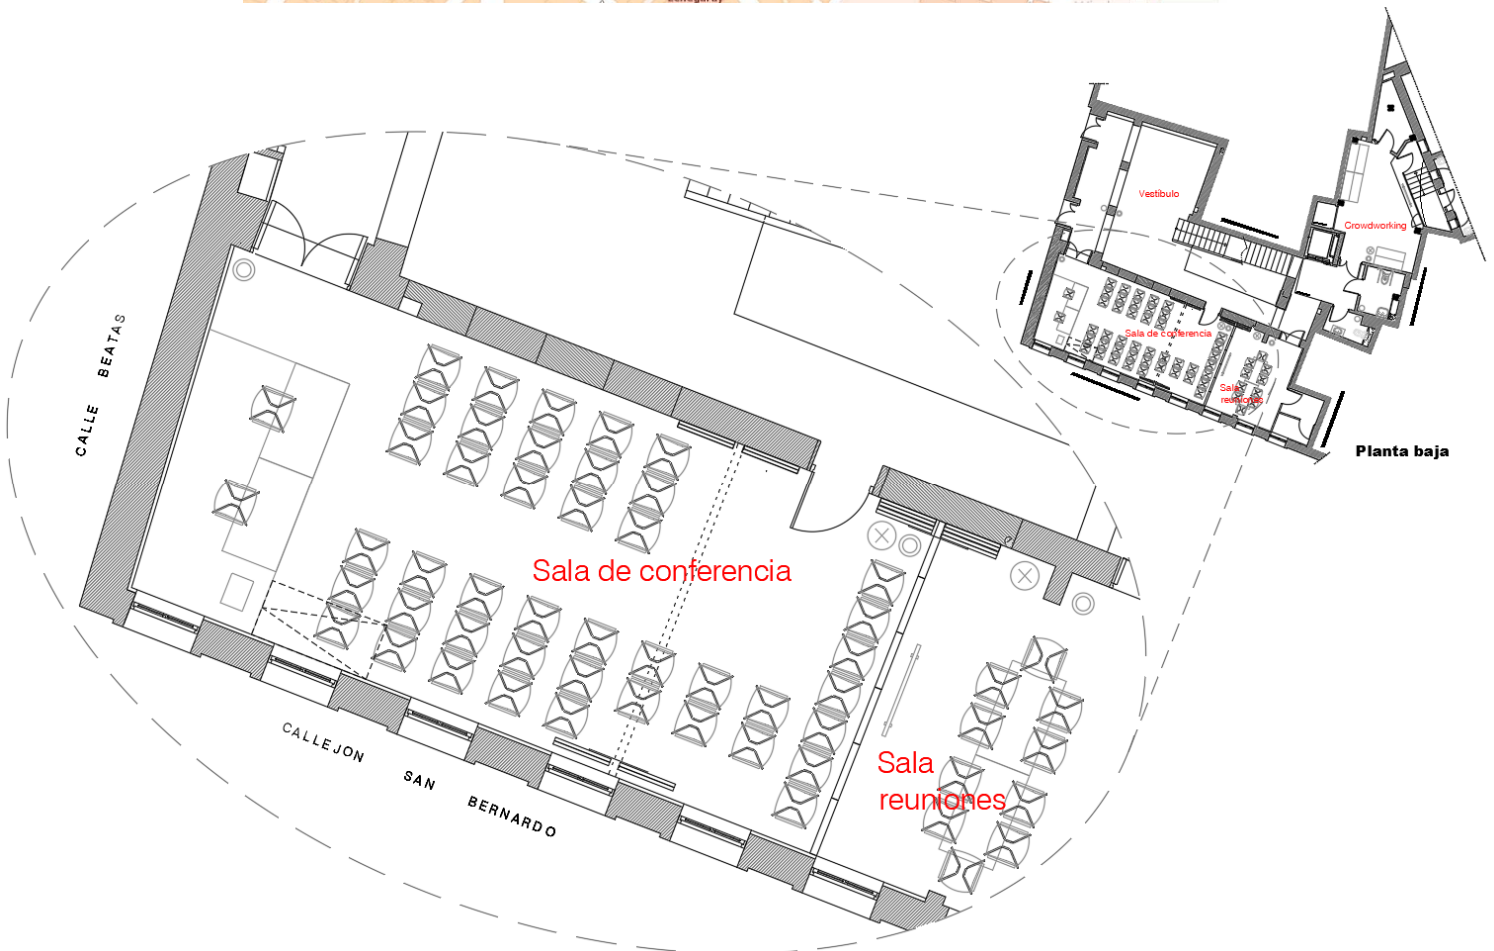 Vestíbulo
Crowdworking
Sala de conferencia
Sala
reuniones
Planta baja
CALLE BEATAS
Sala de conferencia
Sala
reuniones
CALLEJON SAN BERNARDO